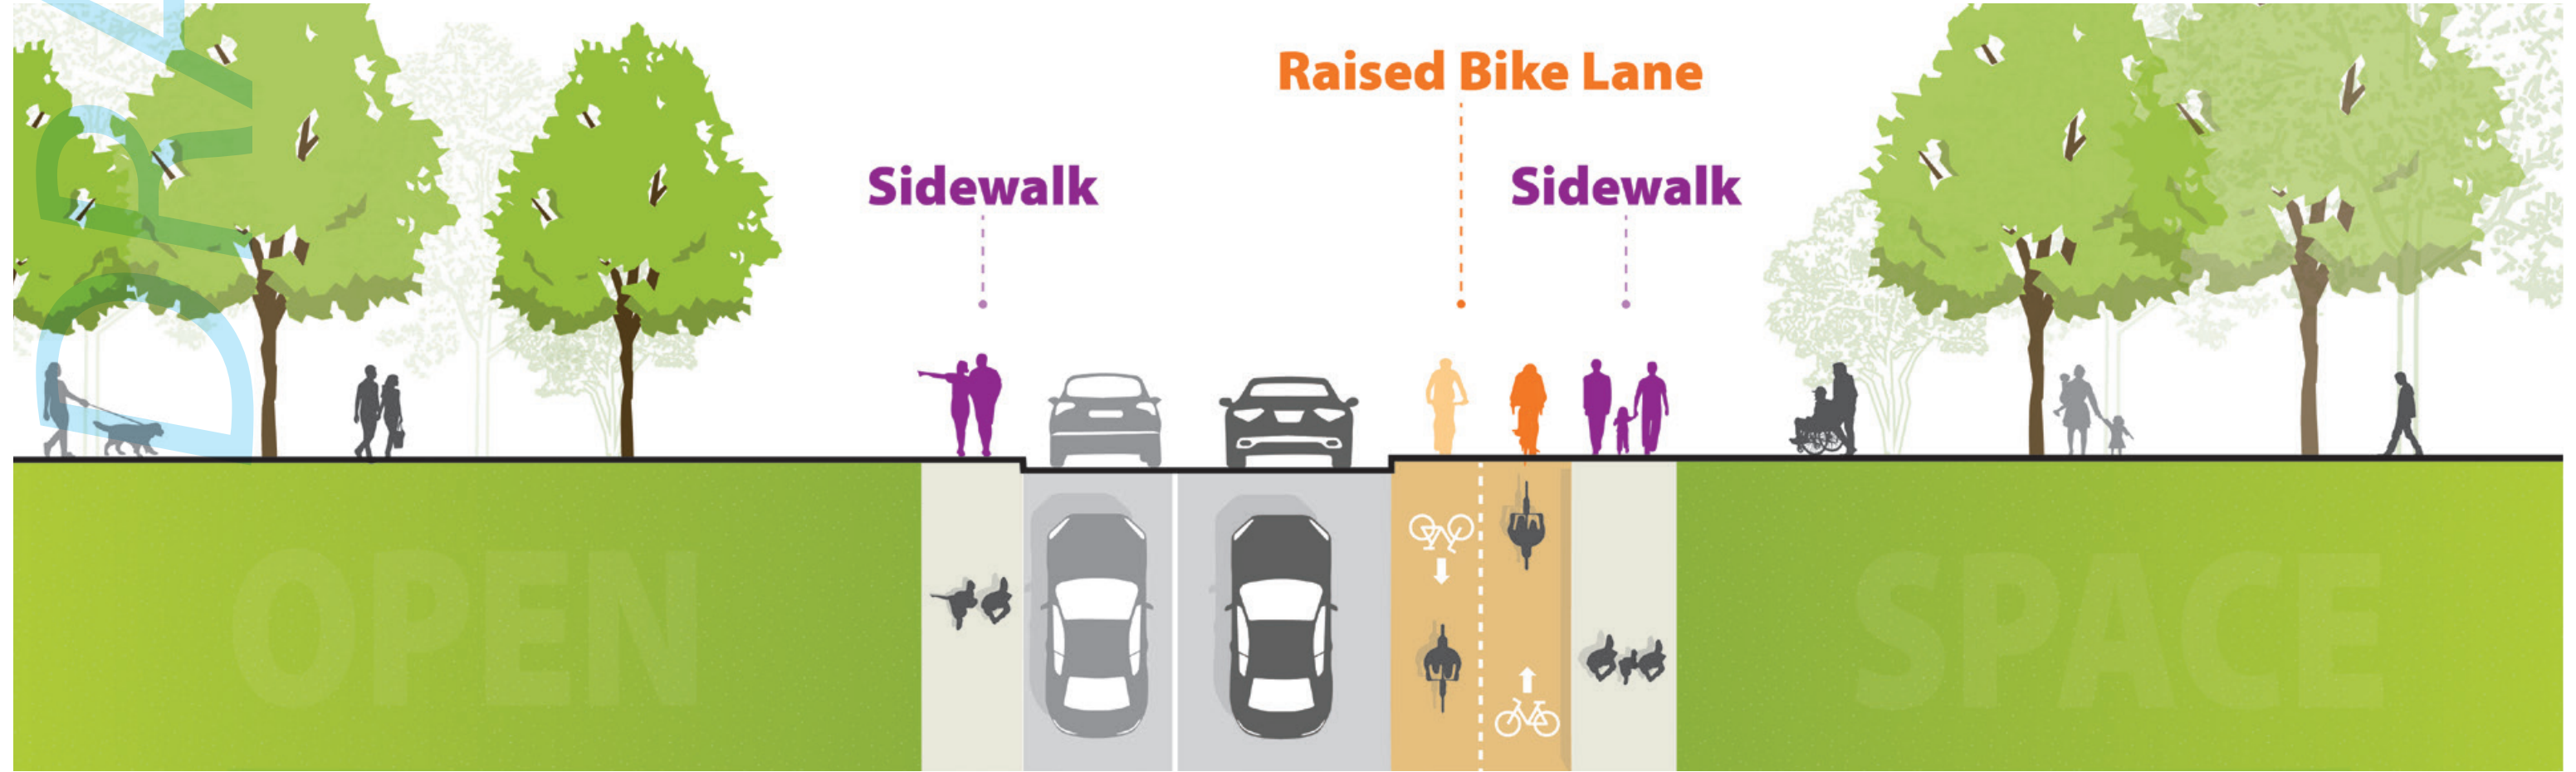 Raised Bike Lane
Sidewalk
Sidewalk
OPEN
SPACE